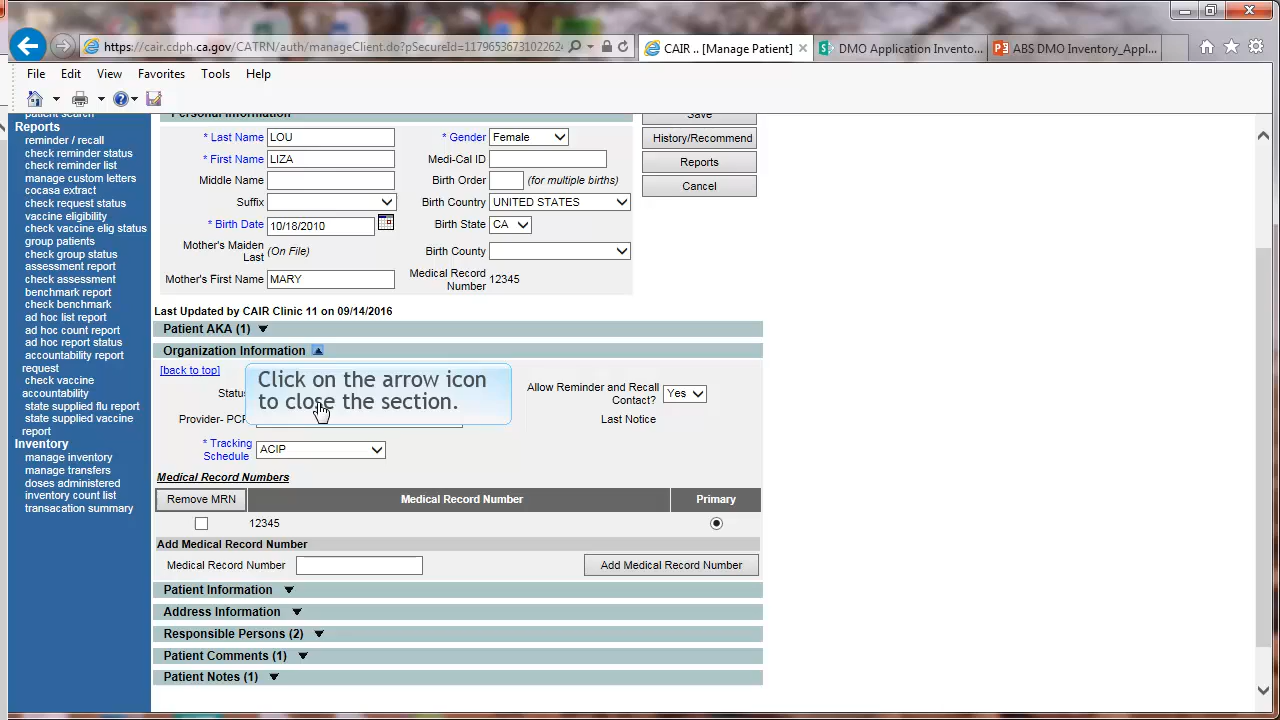 https://cair.cdph.ca.gov/CATRN/auth/manageClient.do?pSecureId=11796536731022624
CAIR .. [Manage Patient]
DMO Application Invento...
ABS DMO Inventory_Appl...
File Edit View Favorites Tools Help
patient search
Reports
reminder / recall
check reminder status
check reminder list
manage custom letters
cocasa extract
check request status
vaccine eligibility
check vaccine elig status
group patients
check group status
assessment report
check assessment
benchmark report
check benchmark
ad hoc list report
ad hoc count report
ad hoc report status
accountability report
request
check vaccine
accountability
state supplied flu report
state supplied vaccine
report
Inventory
manage inventory
manage transfers
doses administered
inventory count list
transacation summary
Personal Information
* Last Name LOU
* Gender Female
* First Name LIZA
Medi-Cal ID
Middle Name
Birth Order (for multiple births)
Suffix
Birth Country UNITED STATES
* Birth Date 10/18/2010
Birth State CA
Mother's Maiden
Last (On File)
Birth County
Mother's First Name MARY
Medical Record
Number 12345
Save
History/Recommend
Reports
Cancel
Last Updated by CAIR Clinic 11 on 09/14/2016
Patient AKA (1)
Organization Information
[back to top]
Click on the arrow icon
to close the section.
Status
Allow Reminder and Recall
Contact? Yes
Provider- PCP
Last Notice
* Tracking
Schedule ACIP
Medical Record Numbers
Remove MRN Medical Record Number Primary
12345
Add Medical Record Number
Medical Record Number Add Medical Record Number
Patient Information
Address Information
Responsible Persons (2)
Patient Comments (1)
Patient Notes (1)